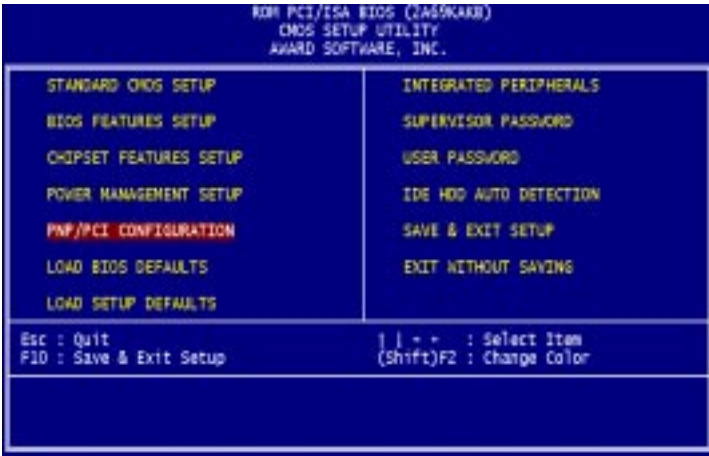 ROM PCI/ISA BIOS (2A69KAKB)
CMOS SETUP UTILITY
AWARD SOFTWARE, INC.
STANDARD CMOS SETUP
BIOS FEATURES SETUP
CHIPSET FEATURES SETUP
POWER MANAGEMENT SETUP
PNP/PCI CONFIGURATION
LOAD BIOS DEFAULTS
LOAD SETUP DEFAULTS
INTEGRATED PERIPHERALS
SUPERVISOR PASSWORD
USER PASSWORD
IDE HDD AUTO DETECTION
SAVE & EXIT SETUP
EXIT WITHOUT SAVING
Esc : Quit
F10 : Save & Exit Setup
: Select Item
(Shift)F2 : Change Color